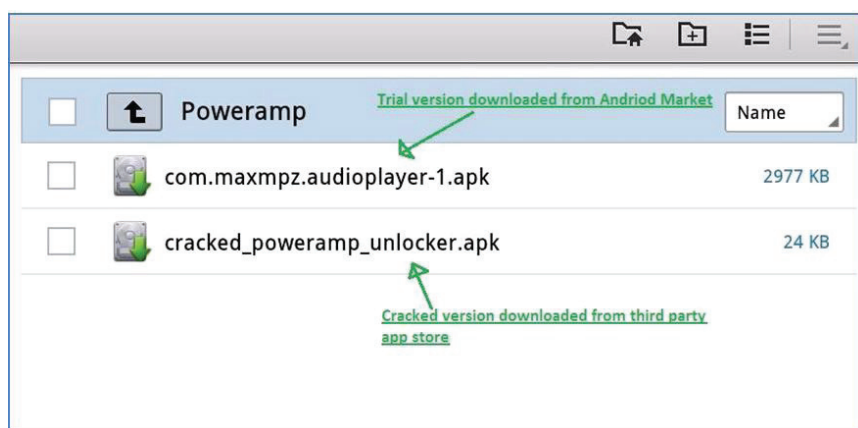 Poweramp
Trial version downloaded from Andriod Market
Name
com.maxmpz.audioplayer-1.apk
2977 KB
cracked_poweramp_unlocker.apk
24 KB
Cracked version downloaded from third party
app store